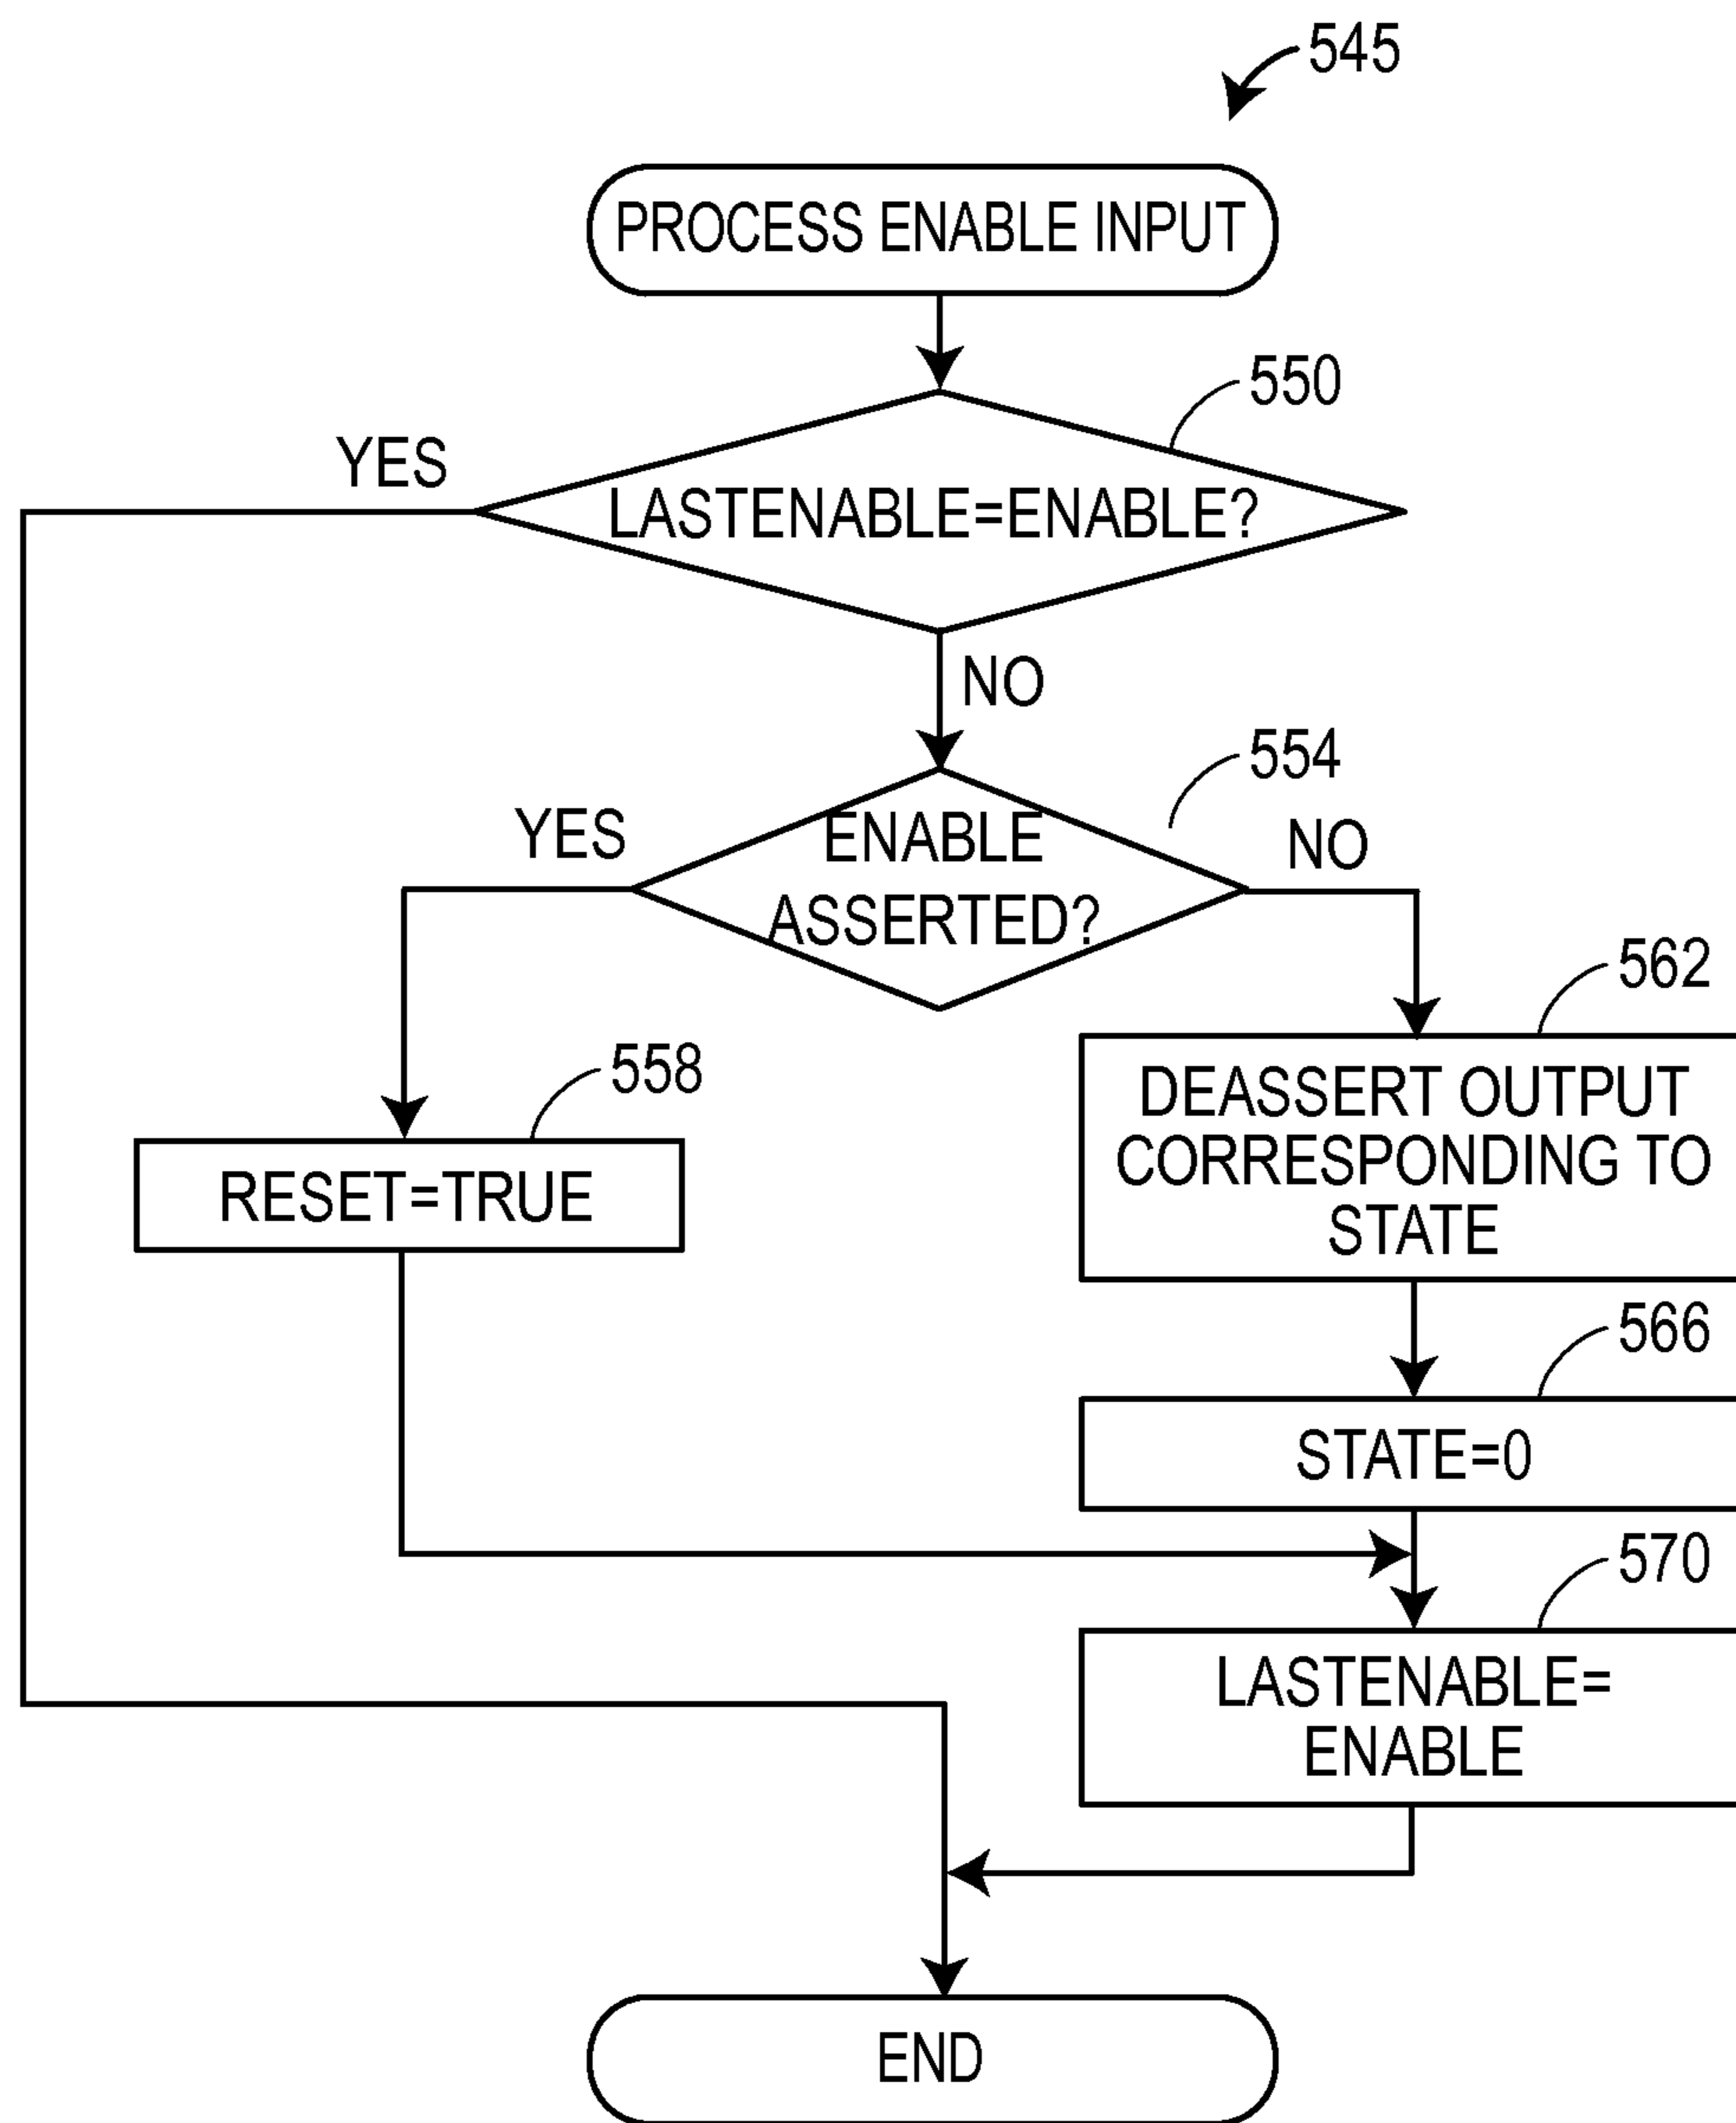 545
PROCESS ENABLE INPUT
550
YES
LASTENABLE=ENABLE?
NO
554
YES
ENABLE
NO
ASSERTED?
562
558
DEASSERT OUTPUT
CORRESPONDING TO
STATE
RESET=TRUE
566
STATE=0
570
LASTENABLE=
ENABLE
END